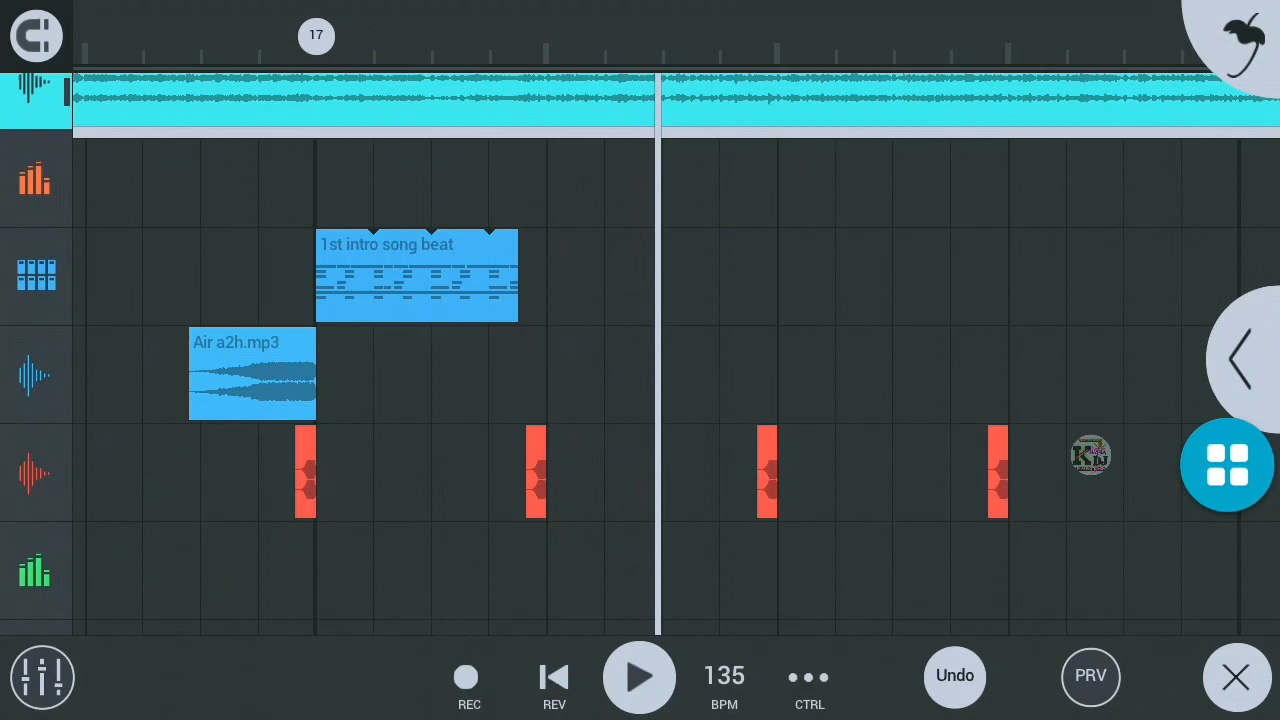 17
1st intro song beat
Air a2h.mp3
135
REC
REV
BPM
CTRL
Undo
PRV